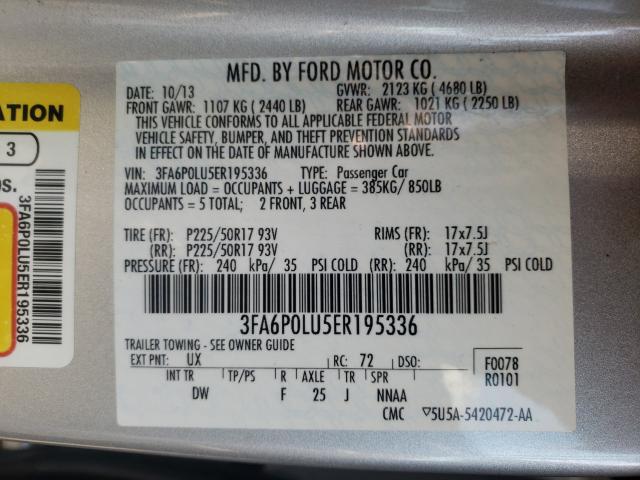 ATION
3
OS.
3FA6P0LU5ER195336
MFD. BY FORD MOTOR CO.
DATE: 10/13 GVWR: 2123 KG (4680 LB)
FRONT GAWR: 1107 KG (2440 LB) REAR GAWR: 1021 KG (2250 LB)
THIS VEHICLE CONFORMS TO ALL APPLICABLE FEDERAL MOTOR
VEHICLE SAFETY, BUMPER, AND THEFT PREVENTION STANDARDS
IN EFFECT ON THE DATE OF MANUFACTURE SHOWN ABOVE.
VIN: 3FA6P0LU5ER195336 TYPE: Passenger Car
MAXIMUM LOAD = OCCUPANTS + LUGGAGE = 385KG/ 850LB
OCCUPANTS = 5 TOTAL; 2 FRONT, 3 REAR
TIRE (FR): P225/50R17 93V RIMS (FR): 17x7.5J
(RR): P225/50R17 93V (RR): 17x7.5J
PRESSURE (FR): 240 kPa/ 35 PSI COLD (RR): 240 kPa/ 35 PSI COLD
3FA6P0LU5ER195336
TRAILER TOWING - SEE OWNER GUIDE
EXT PNT: UX RC: 72 DSO: F0078
R0101
INT TR TP/PS R AXLE TR SPR
DW F 25 J NNAA
CMC ▽5U5A-5420472-AA